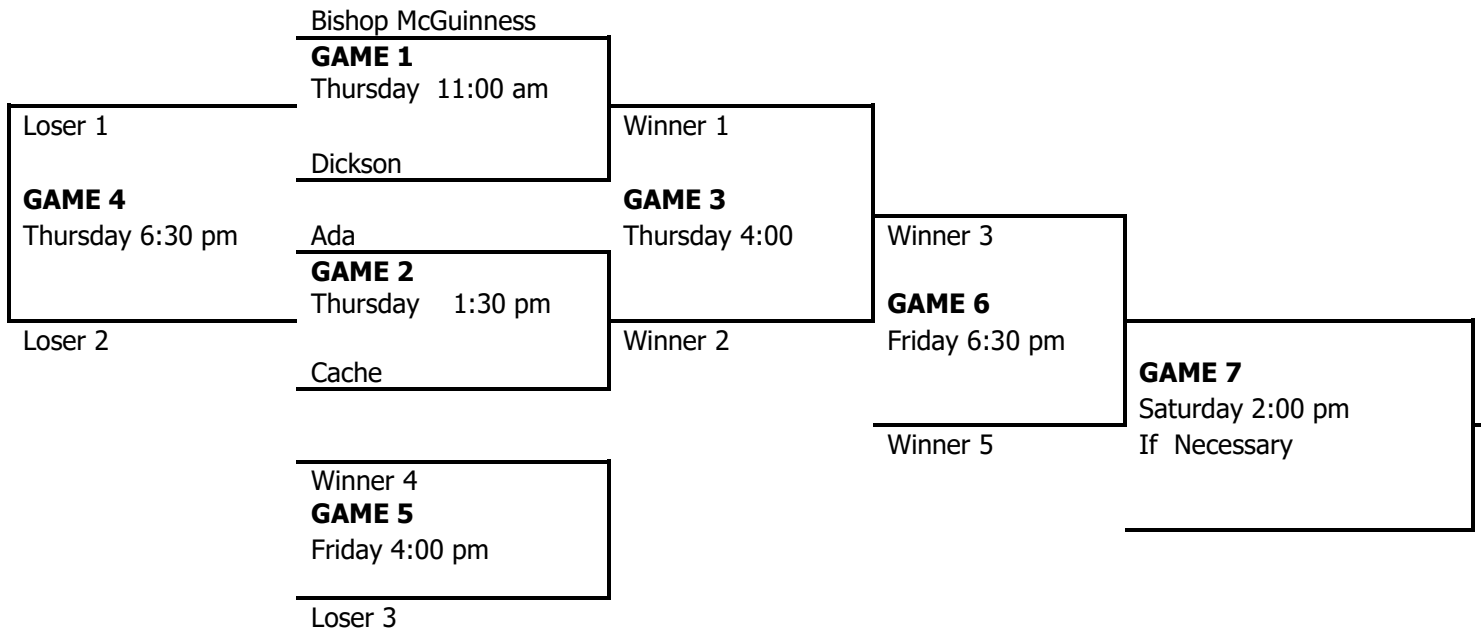 Bishop McGuinness
GAME 1
Thursday 11:00 am
Loser 1
Winner 1
Dickson
GAME 4
GAME 3
Thursday 6:30 pm
Ada
Thursday 4:00
Winner 3
GAME 2
Thursday 1:30 pm
GAME 6
Loser 2
Winner 2
Friday 6:30 pm
Cache
GAME 7
Saturday 2:00 pm
Winner 5
If Necessary
Winner 4
GAME 5
Friday 4:00 pm
Loser 3